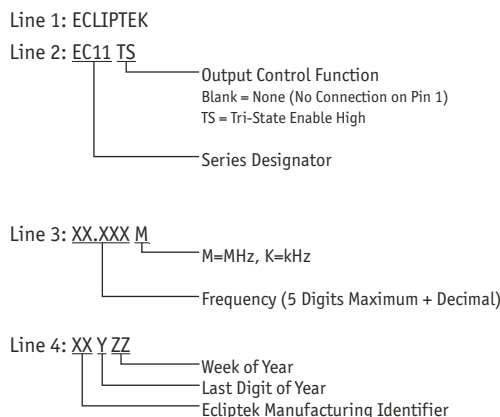 Line 1: ECLIPTEK
Line 2: EC11 TS
Output Control Function
Blank = None (No Connection on Pin 1)
TS = Tri-State Enable High
Series Designator
Line 3: XX.XXX M
M=MHz, K=kHz
Frequency (5 Digits Maximum + Decimal)
Line 4: XX Y ZZ
Week of Year
Last Digit of Year
Ecliptek Manufacturing Identifier